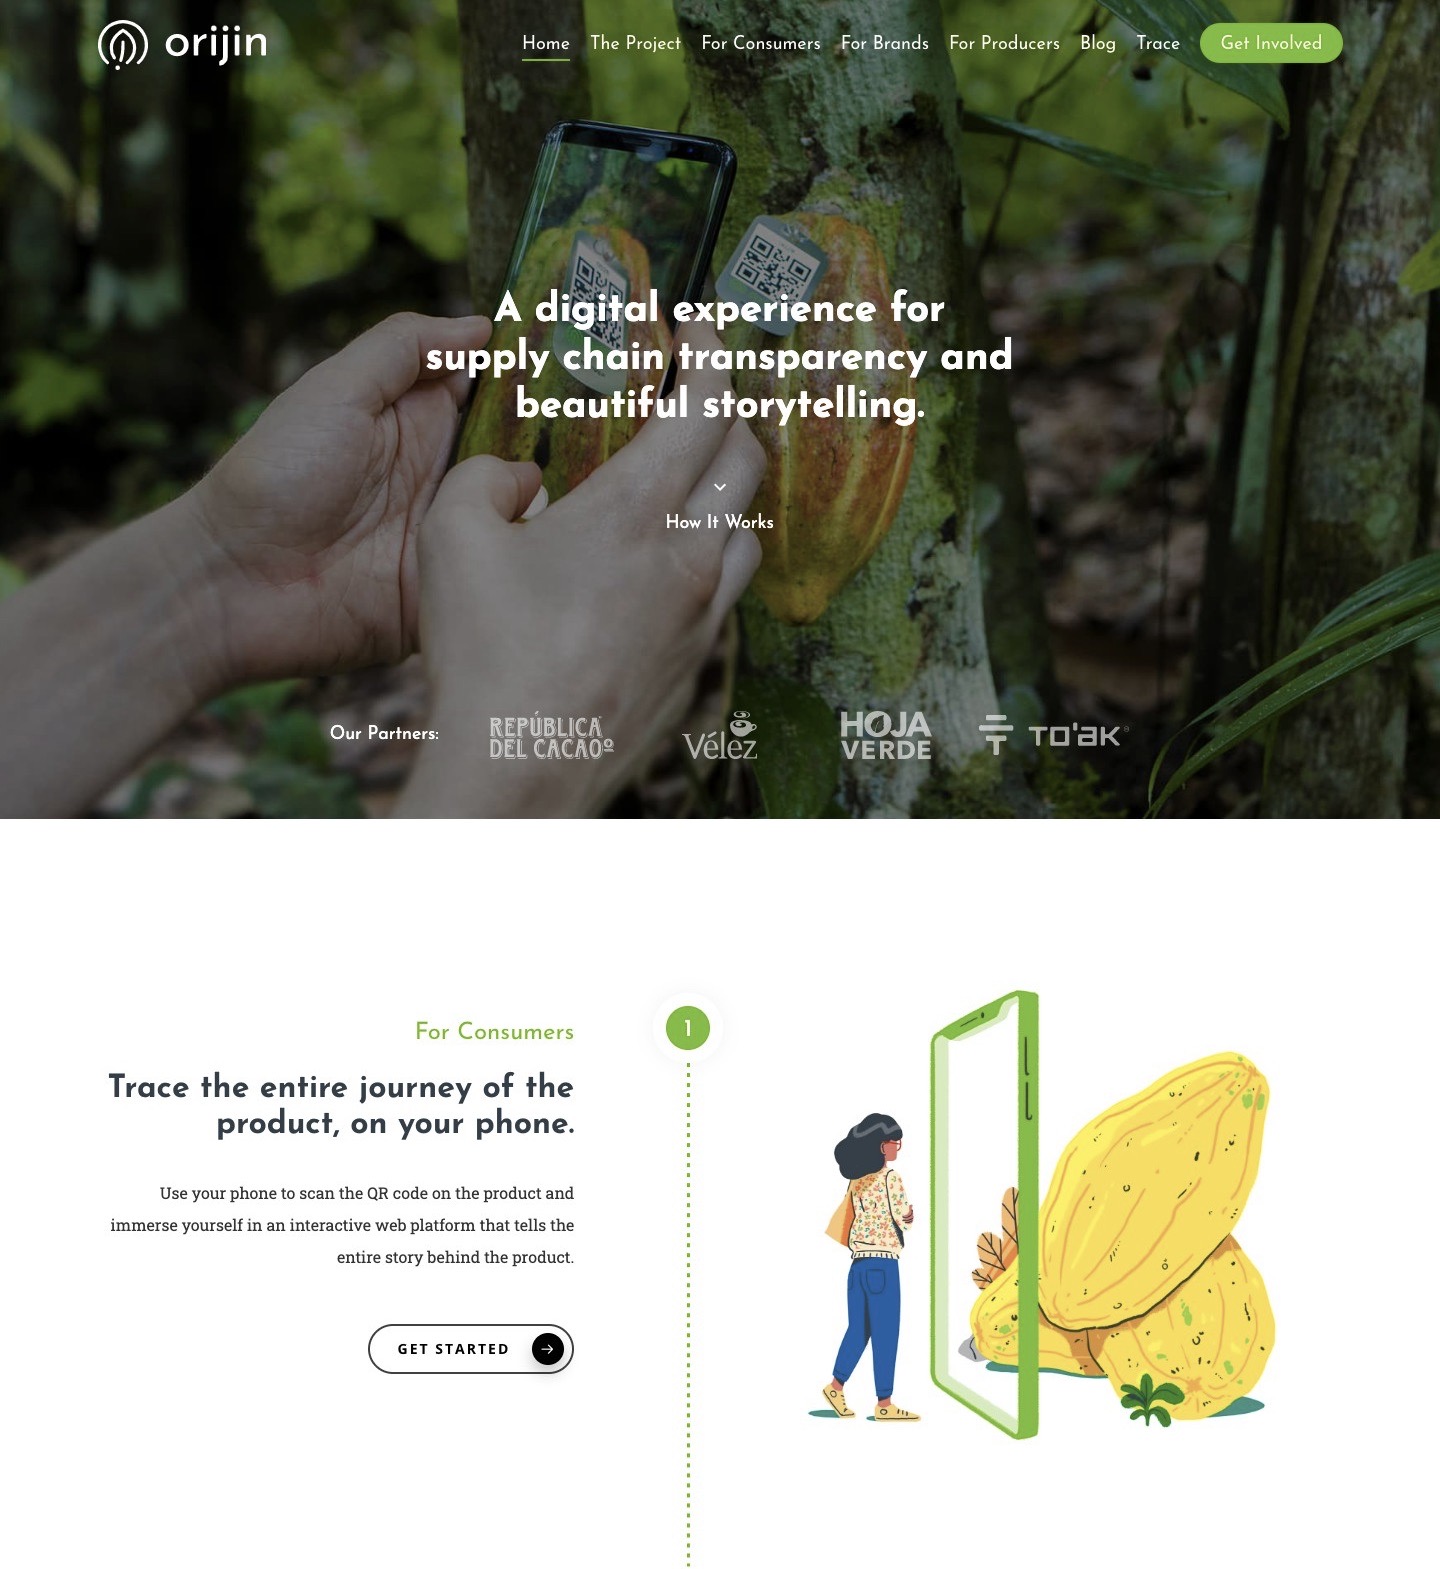 orijin
Home The Project For Consumers For Brands For Producers Blog Trace Get Involved
A digital experience for
supply chain transparency and
beautiful storytelling.
How It Works
Our Partners:
REPÚBLICA
DEL CACAO
Vélez
HOJA
VERDE
TO'AK
1
For Consumers
Trace the entire journey of the
product, on your phone.
Use your phone to scan the QR code on the product and
immerse yourself in an interactive web platform that tells the
entire story behind the product.
GET STARTED